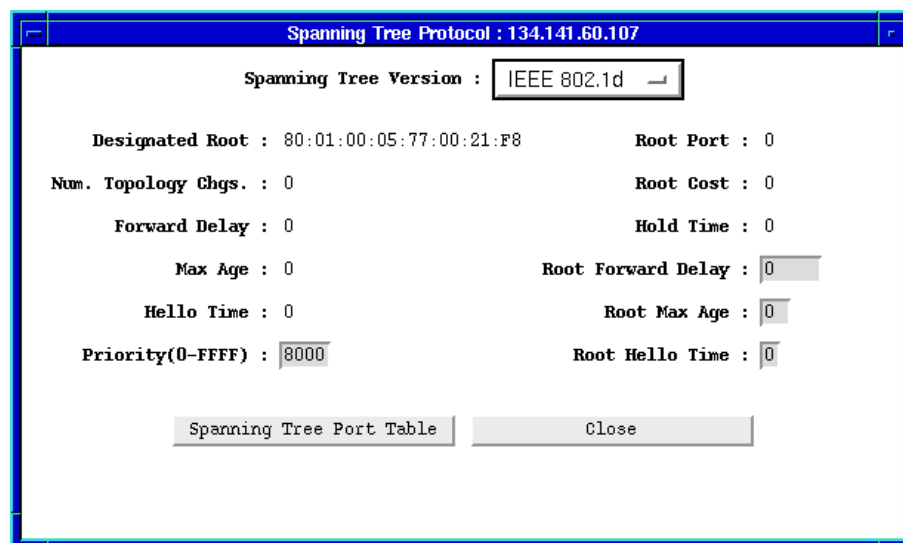 Spanning Tree Protocol : 134.141.60.107
Spanning Tree Version : IEEE 802.1d
Designated Root : 80:01:00:05:77:00:21:F8 Root Port : 0
Num. Topology Chgs. : 0 Root Cost : 0
Forward Delay : 0 Hold Time : 0
Max Age : 0 Root Forward Delay : 0
Hello Time : 0 Root Max Age : 0
Priority(0-FFFF) : 8000 Root Hello Time : 0
Spanning Tree Port Table Close